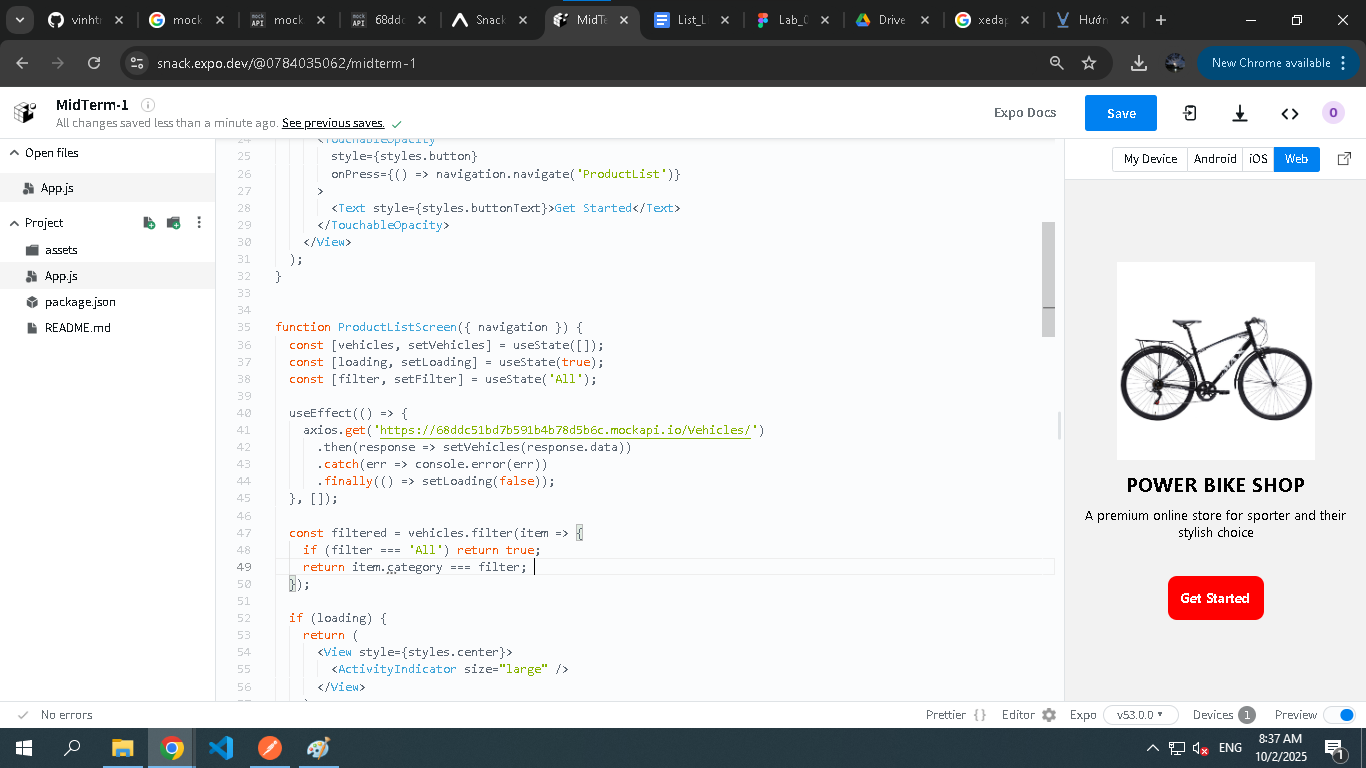 vinht
mock
MOCK API
mock
MOCK API
68dd
Snack
MidTe
List_L
Lab_0
Drive
xedap
Hướn
snack.expo.dev/@0784035062/midterm-1
New Chrome available
MidTerm-1
All changes saved less than a minute ago. See previous saves.
Expo Docs
Save
O
Open files
App.js
Project
assets
App.js
package.json
README.md
24 <TouchableOpacity
25 style={styles.button}
26 onPress={() => navigation.navigate('ProductList')}
27 >
28 <Text style={styles.buttonText}>Get Started</Text>
29 </TouchableOpacity>
30 </View>
31 );
32 }
33
34
35 function ProductListScreen({ navigation }) {
36 const [vehicles, setVehicles] = useState([]);
37 const [loading, setLoading] = useState(true);
38 const [filter, setFilter] = useState('All');
39
40 useEffect(() => {
41 axios.get('https://68ddc51bd7b591b4b78d5b6c.mockapi.io/Vehicles/')
42 .then(response => setVehicles(response.data))
43 .catch(err => console.error(err))
44 .finally(() => setLoading(false));
45 }, []);
46
47 const filtered = vehicles.filter(item => {
48 if (filter === 'All') return true;
49 return item.category === filter;
50 });
51
52 if (loading) {
53 return (
54 <View style={styles.center}>
55 <ActivityIndicator size="large" />
56 </View>
My Device
Android
iOS
Web
POWER BIKE SHOP
A premium online store for sporter and their
stylish choice
Get Started
No errors
Prettier { }
Editor
Expo
v53.0.0
Devices 1
Preview
ENG
8:37 AM
10/2/2025
1